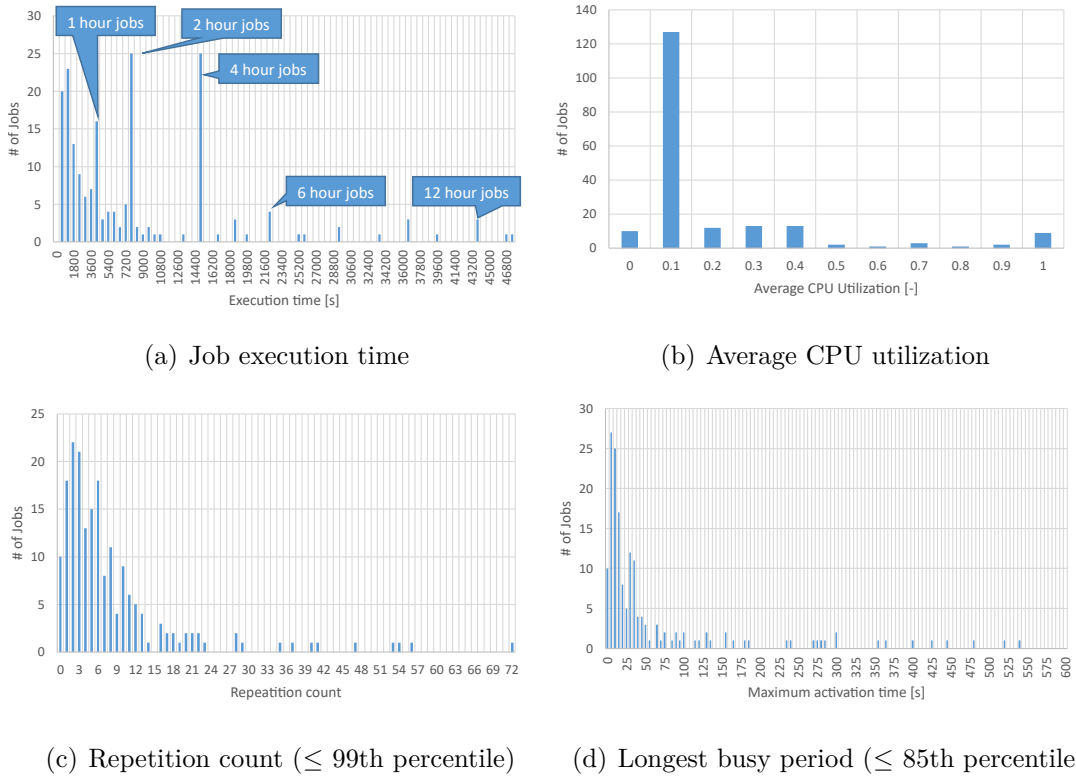 30
25
20
15
10
5
0
# of Jobs
1 hour jobs
2 hour jobs
4 hour jobs
6 hour jobs
12 hour jobs
0 1800 3600 5400 7200 9000 10800 12600 14400 16200 18000 19800 21600 23400 25200 27000 28800 30600 32400 34200 36000 37800 39600 41400 43200 45000 46800
Execution time [s]
(a) Job execution time
140
120
100
80
60
40
20
0
# of Jobs
0 0.1 0.2 0.3 0.4 0.5 0.6 0.7 0.8 0.9 1
Average CPU Utilization [-]
(b) Average CPU utilization
25
20
15
10
5
0
# of Jobs
0 3 6 9 12 15 18 21 24 27 30 33 36 39 42 45 48 51 54 57 60 63 66 69 72
Repeatition count
(c) Repetition count (≤ 99th percentile)
30
25
20
15
10
5
0
# of Jobs
0 25 50 75 100 125 150 175 200 225 250 275 300 325 350 375 400 425 450 475 500 525 550 575 600
Maximum activation time [s]
(d) Longest busy period (≤ 85th percentile